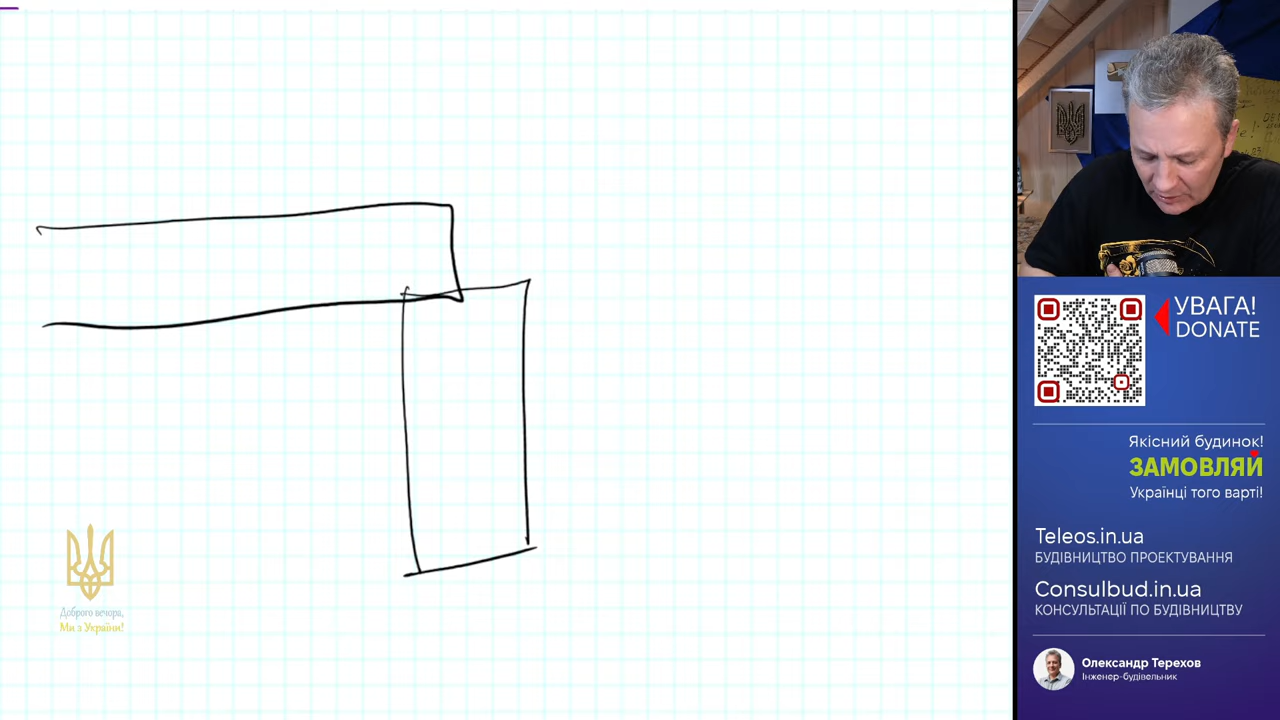 Доброго вечора,
Ми з України!
УВАГА!
DONATE
Якісний будинок!
ЗАМОВЛЯЙ
Українці того варті!
Teleos.in.ua
БУДІВНИЦТВО ПРОЕКТУВАННЯ
Consulbud.in.ua
КОНСУЛЬТАЦІЇ ПО БУДІВНИЦТВУ
Олександр Терехов
Інженер-будівельник